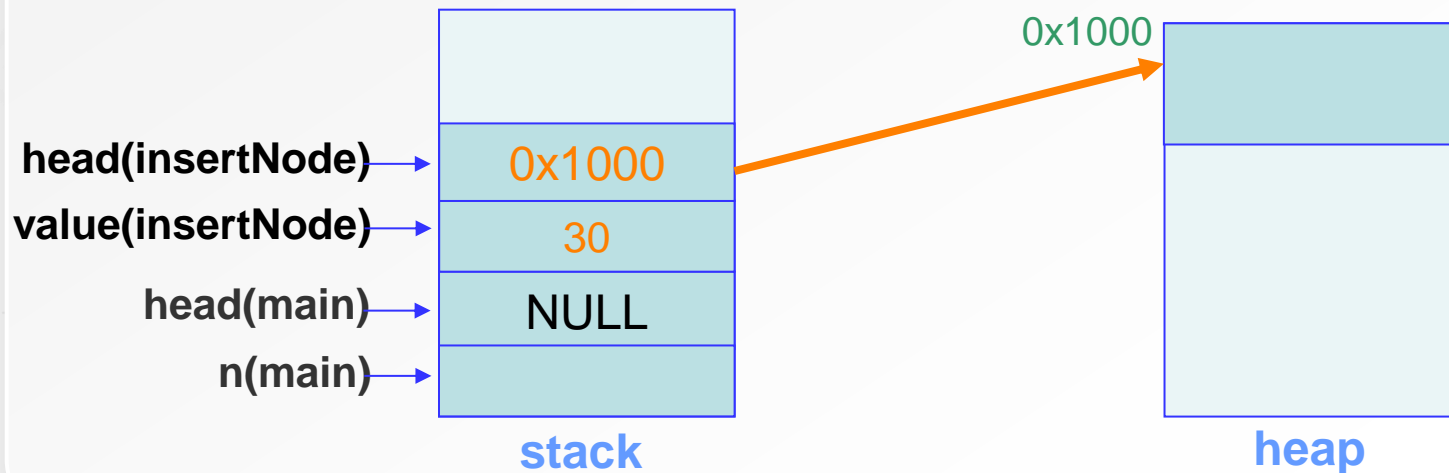 0x1000
head(insertNode) 0x1000
value(insertNode) 30
head(main) NULL
n(main)
stack heap